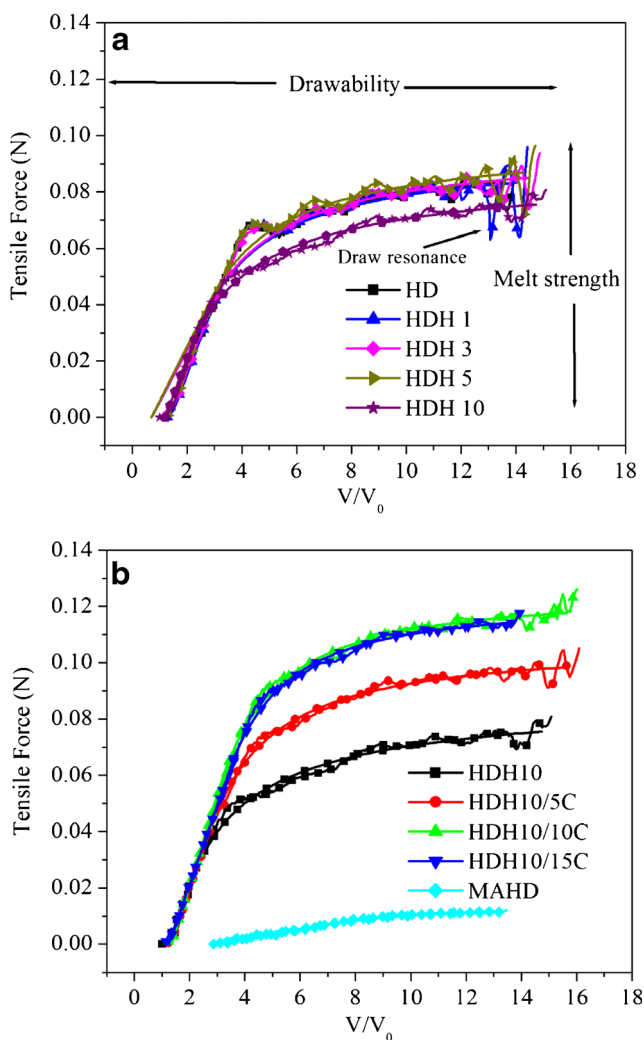 a
0.14
0.12
0.10
0.08
0.06
0.04
0.02
0.00
Tensile Force (N)
Drawability
Draw resonance
Melt strength
HD
HDH 1
HDH 3
HDH 5
HDH 10
0 2 4 6 8 10 12 14 16 18
V/V₀
b
0.14
0.12
0.10
0.08
0.06
0.04
0.02
0.00
Tensile Force (N)
HDH10
HDH10/5C
HDH10/10C
HDH10/15C
MAHD
0 2 4 6 8 10 12 14 16 18
V/V₀